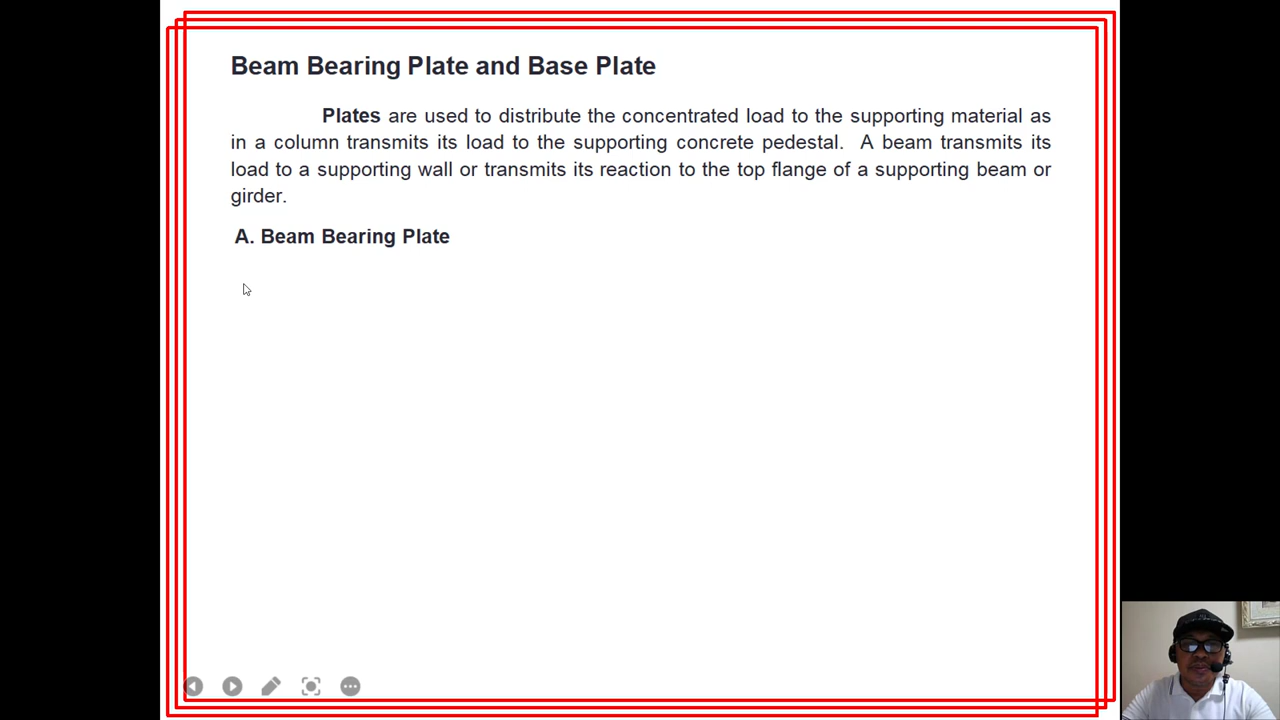 Beam Bearing Plate and Base Plate
Plates are used to distribute the concentrated load to the supporting material as
in a column transmits its load to the supporting concrete pedestal. A beam transmits its
load to a supporting wall or transmits its reaction to the top flange of a supporting beam or
girder.
A. Beam Bearing Plate